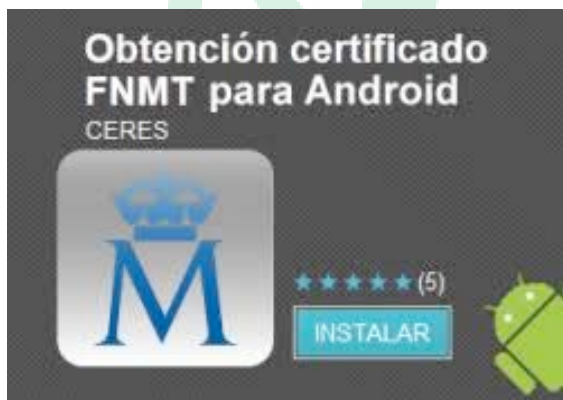 Obtención certificado
FNMT para Android
CERES
M
(5)
INSTALAR